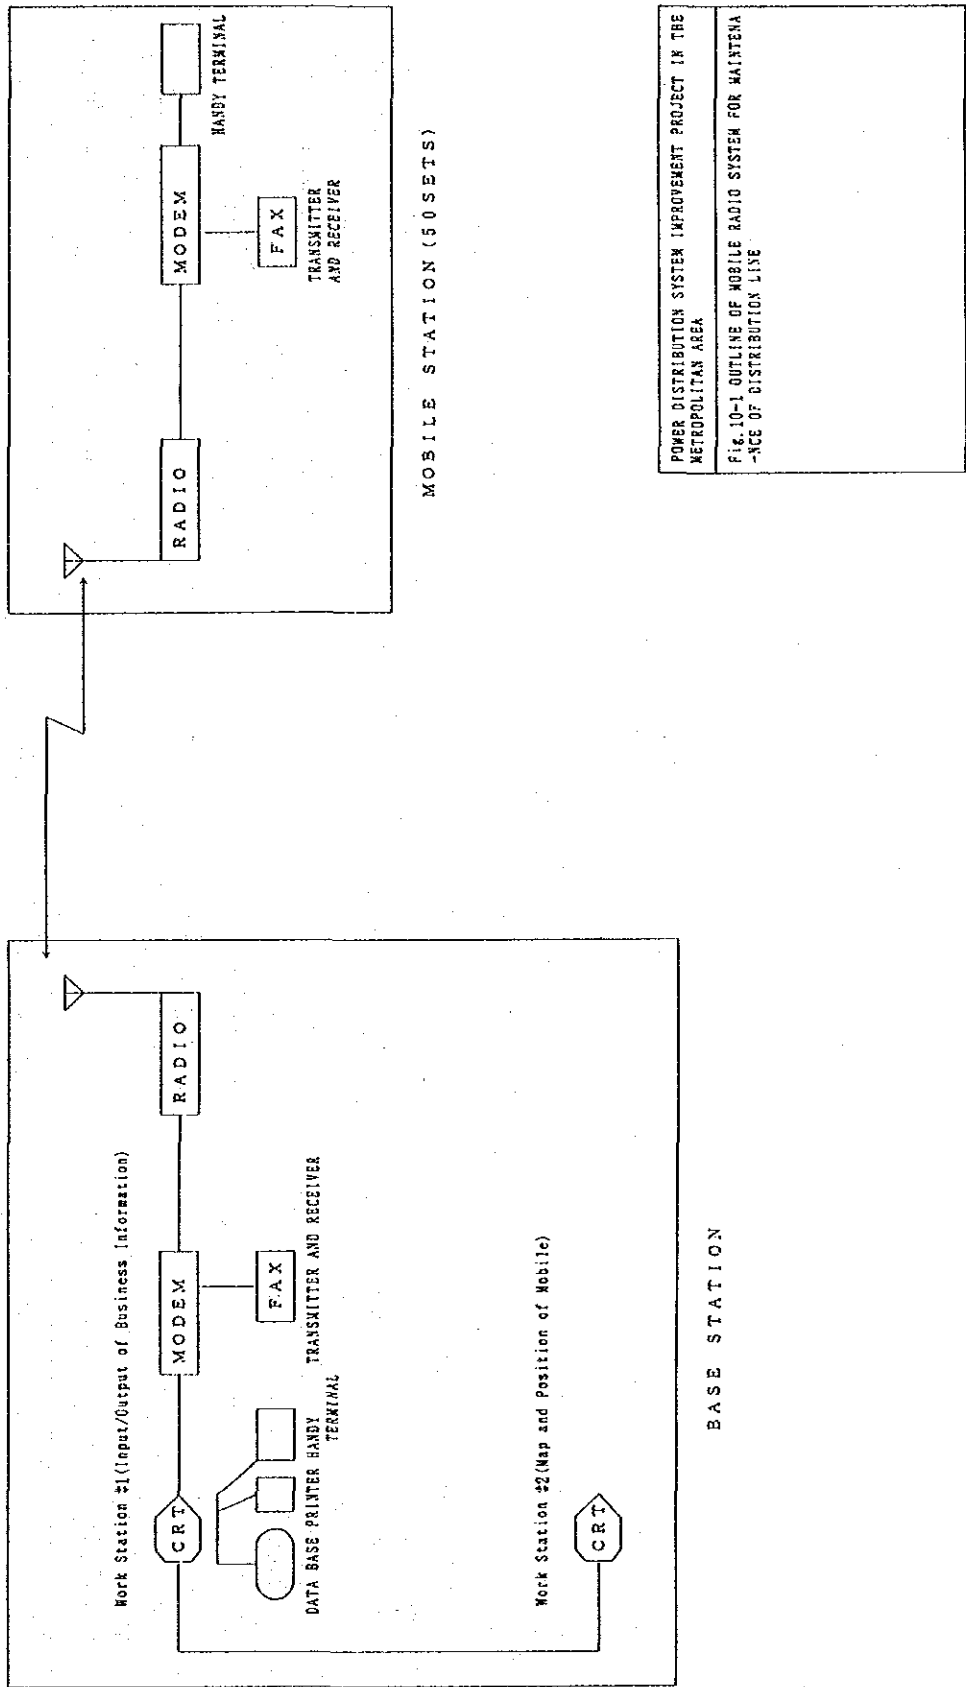 Work Station #1(Input/Output of Business Information)
CRT
MODEM
RADIO
FAX
DATA BASE PRINTER HANDY
TERMINAL
TRANSMITTER AND RECEIVER
Work Station #2(Map and Position of Mobile)
CRT
BASE STATION
RADIO
MODEM
HANDY TERMINAL
FAX
TRANSMITTER
AND RECEIVER
MOBILE STATION (50SETS)
POWER DISTRIBUTION SYSTEM IMPROVEMENT PROJECT IN THE
METROPOLITAN AREA
Fig.10-1 OUTLINE OF MOBILE RADIO SYSTEM FOR MAINTENA
-NCE OF DISTRIBUTION LINE